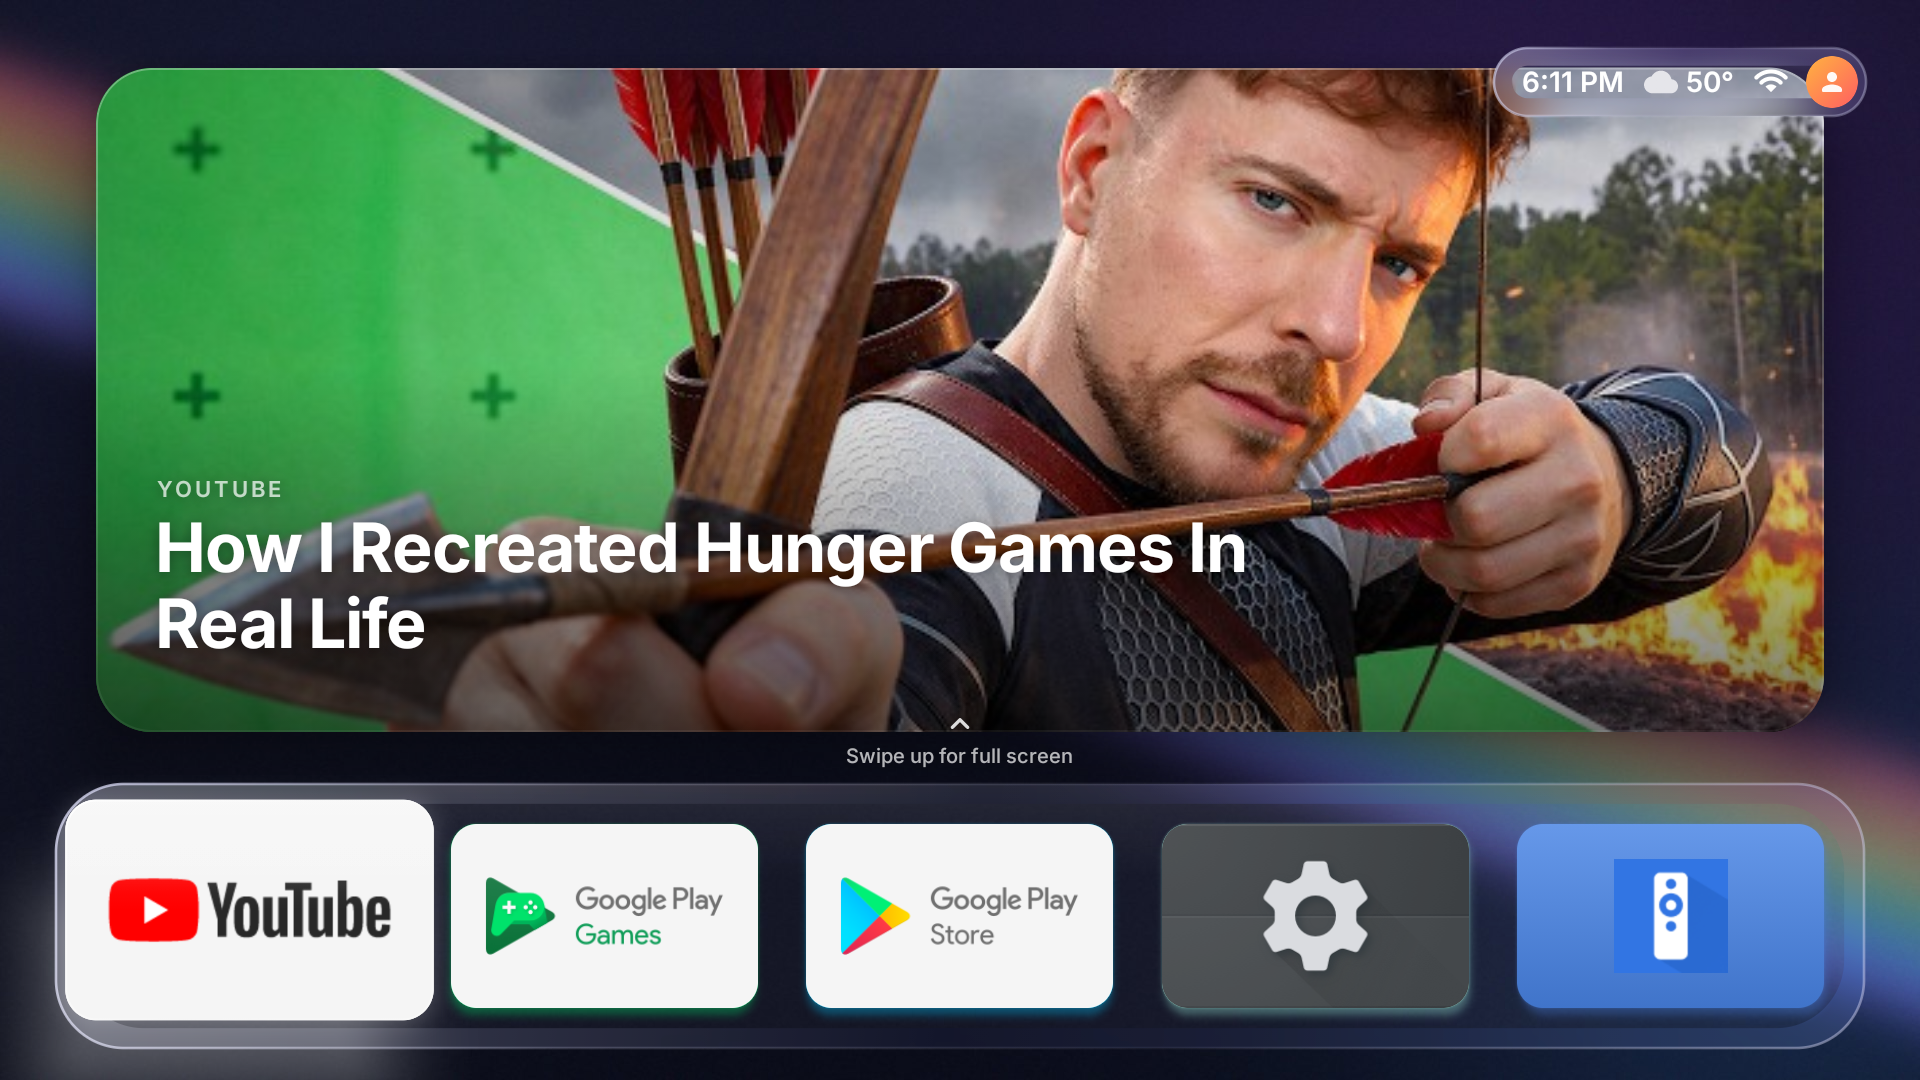 6:11 PM 50°
YOUTUBE
How I Recreated Hunger Games In
Real Life
Swipe up for full screen
YouTube
Google Play
Games
Google Play
Store